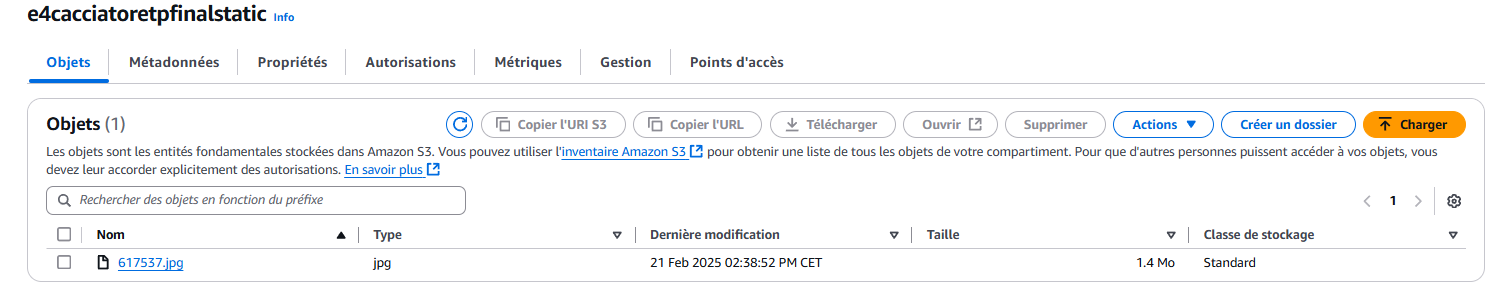 e4cacciatoretpfinalstatic Info
Objets Métadonnées Propriétés Autorisations Métriques Gestion Points d'accès
Objets (1) Copier l'URI S3 Copier l'URL Télécharger Ouvrir Supprimer Actions Créer un dossier Charger
Les objets sont les entités fondamentales stockées dans Amazon S3. Vous pouvez utiliser l'inventaire Amazon S3 pour obtenir une liste de tous les objets de votre compartiment. Pour que d'autres personnes puissent accéder à vos objets, vous
devez leur accorder explicitement des autorisations. En savoir plus
Rechercher des objets en fonction du préfixe 1
Nom Type Dernière modification Taille Classe de stockage
617537.jpg jpg 21 Feb 2025 02:38:52 PM CET 1.4 Mo Standard